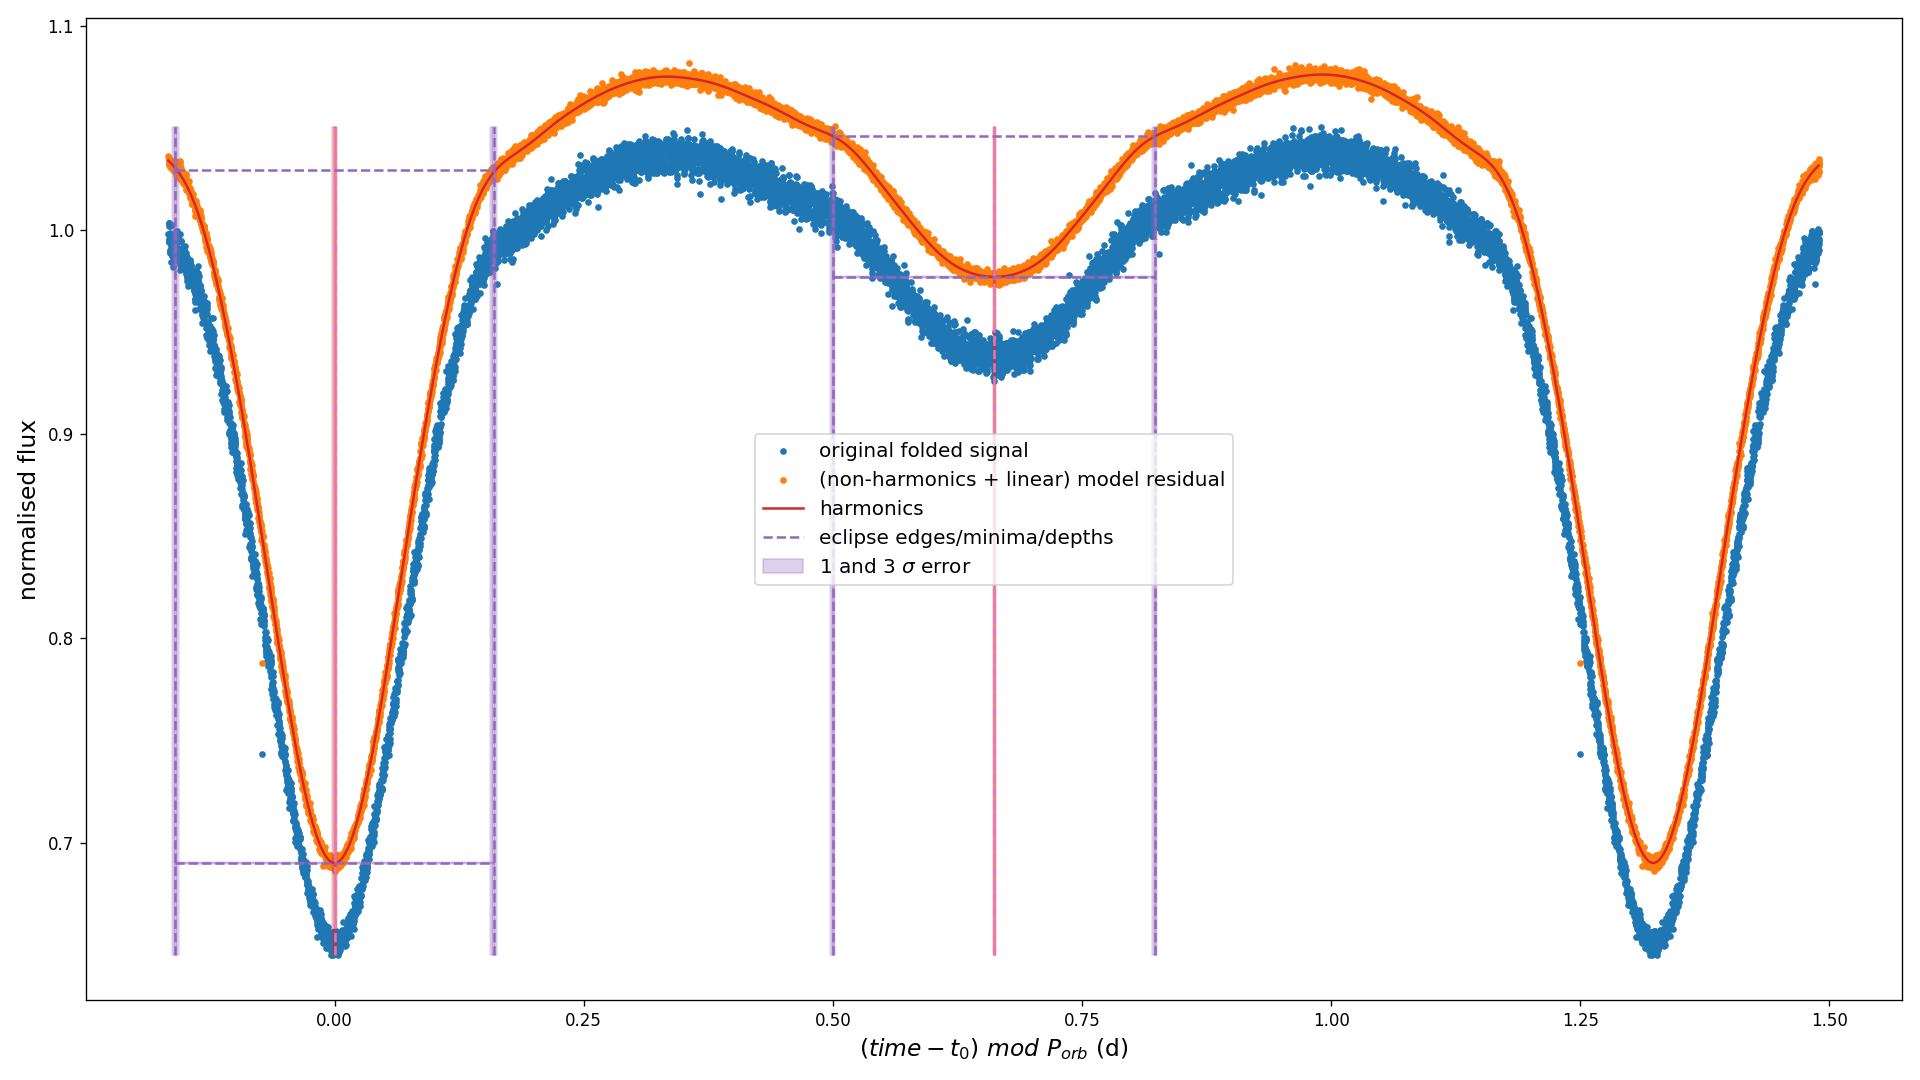 1.1
1.0
0.9
0.8
0.7
normalised flux
original folded signal
(non-harmonics + linear) model residual
harmonics
eclipse edges/minima/depths
1 and 3 σ error
0.00 0.25 0.50 0.75 1.00 1.25 1.50
(time − t₀) mod Pₒᵣb (d)